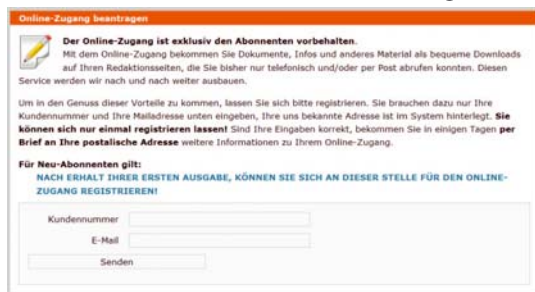 Online-Zugang beantragen
Der Online-Zugang ist exklusiv den Abonnenten vorbehalten.
Mit dem Online-Zugang bekommen Sie Dokumente, Infos und anderes Material als bequeme Downloads
auf Ihren Redaktionsseiten, die Sie bisher nur telefonisch und/oder per Post abrufen konnten. Diesen
Service werden wir nach und nach weiter ausbauen.
Um in den Genuss dieser Vorteile zu kommen, lassen Sie sich bitte registrieren. Sie brauchen dazu nur Ihre
Kundennummer und Ihre Mailadresse unten eingeben, Ihre uns bekannte Adresse ist im System hinterlegt. Sie
können sich nur einmal registrieren lassen! Sind Ihre Eingaben korrekt, bekommen Sie in einigen Tagen per
Brief an Ihre postalische Adresse weitere Informationen zu Ihrem Online-Zugang.
Für Neu-Abonnenten gilt:
NACH ERHALT IHRER ERSTEN AUSGABE, KÖNNEN SIE SICH AN DIESER STELLE FÜR DEN ONLINE-
ZUGANG REGISTRIEREN!
Kundennummer
E-Mail
Senden